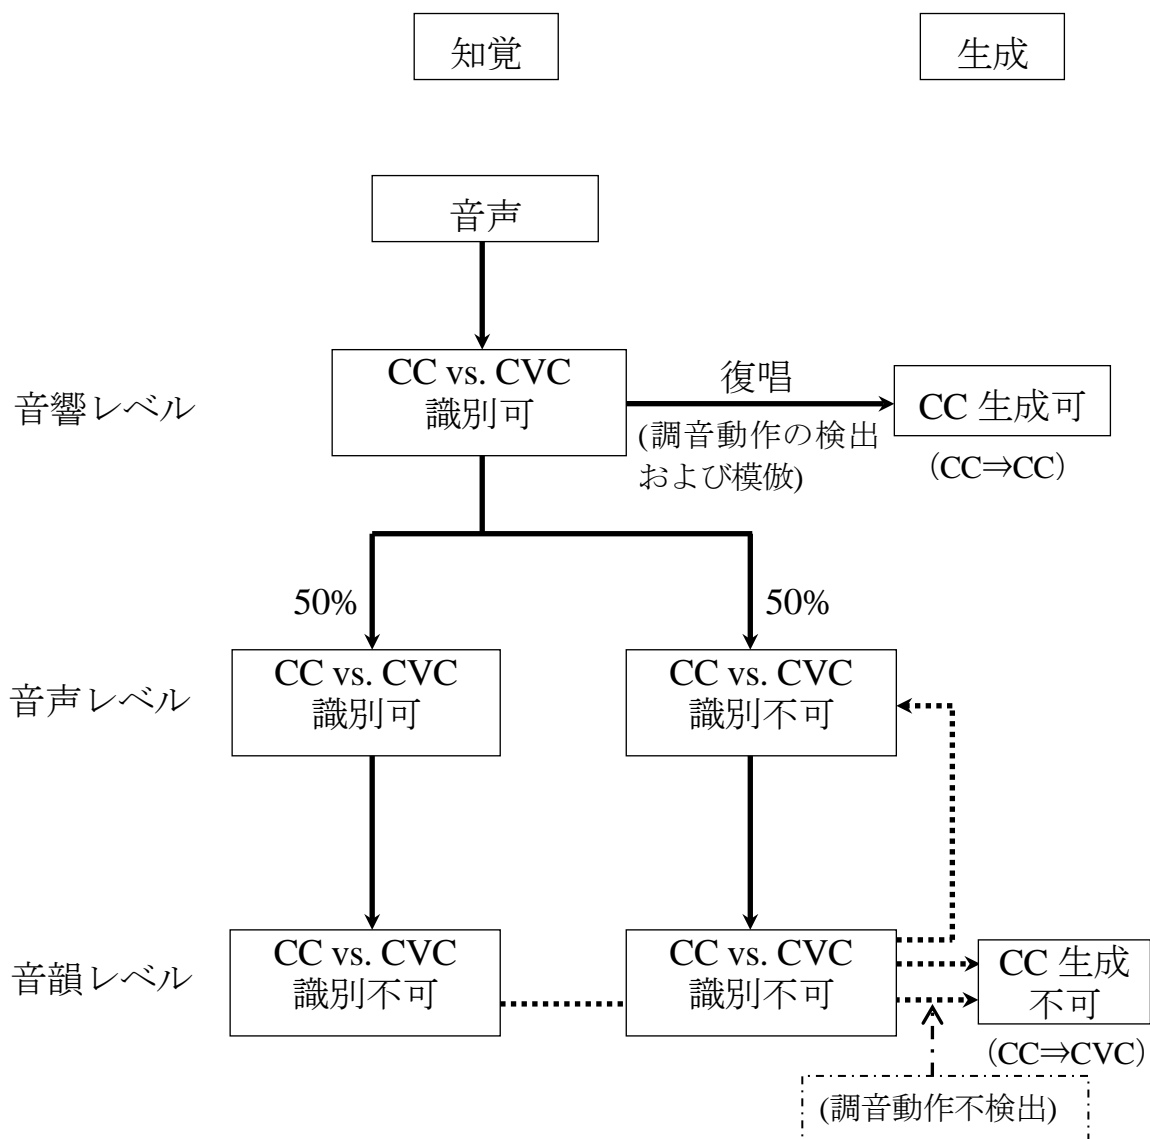 知覚
生成
音声
音響レベル
CC vs. CVC
識別可
復唱
(調音動作の検出
および模倣)
CC 生成可
（CC⇒CC）
50%
50%
音声レベル
CC vs. CVC
識別可
CC vs. CVC
識別不可
音韻レベル
CC vs. CVC
識別不可
CC vs. CVC
識別不可
CC 生成
不可
（CC⇒CVC）
(調音動作不検出)